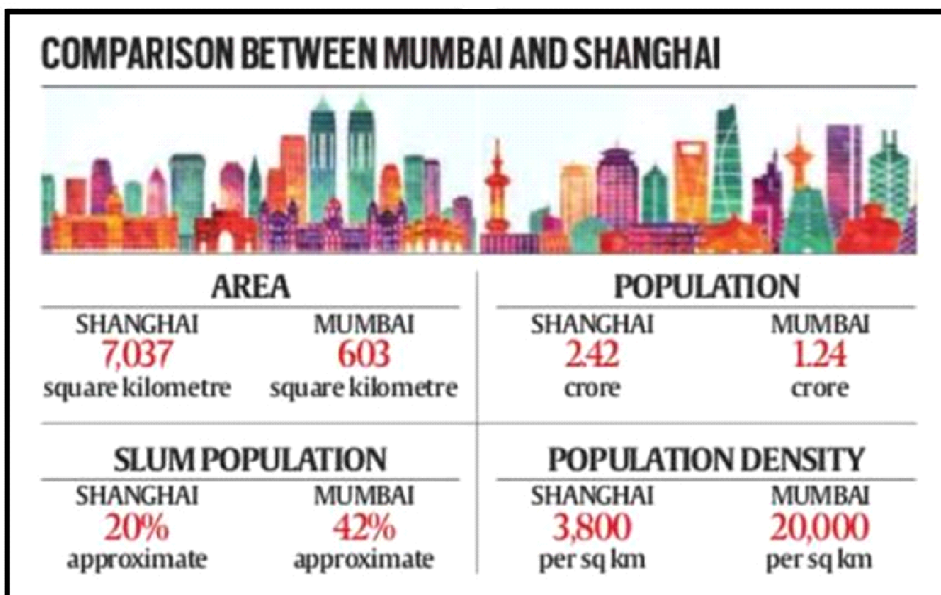 COMPARISON BETWEEN MUMBAI AND SHANGHAI
AREA
SHANGHAI MUMBAI
7,037 603
square kilometre square kilometre
POPULATION
SHANGHAI MUMBAI
2.42 1.24
crore crore
SLUM POPULATION
SHANGHAI MUMBAI
20% 42%
approximate approximate
POPULATION DENSITY
SHANGHAI MUMBAI
3,800 20,000
per sq km per sq km